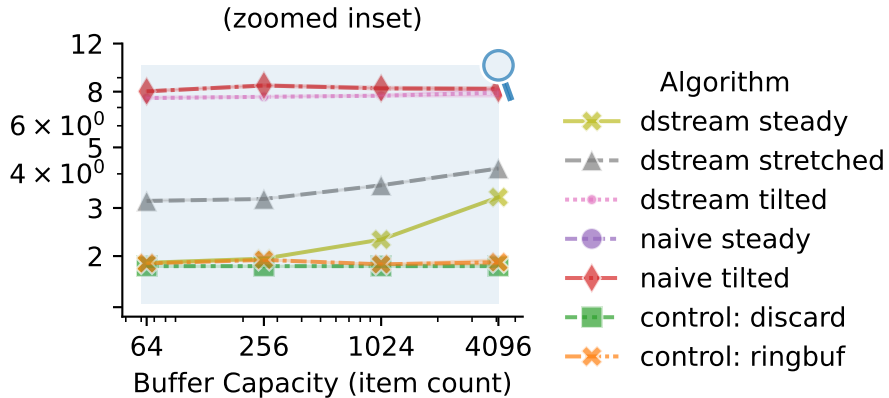 (zoomed inset)
12
8
6 × 10⁰
5
4 × 10⁰
3
2
64 256 1024 4096
Buffer Capacity (item count)
Algorithm
dstream steady
dstream stretched
dstream tilted
naive steady
naive tilted
control: discard
control: ringbuf